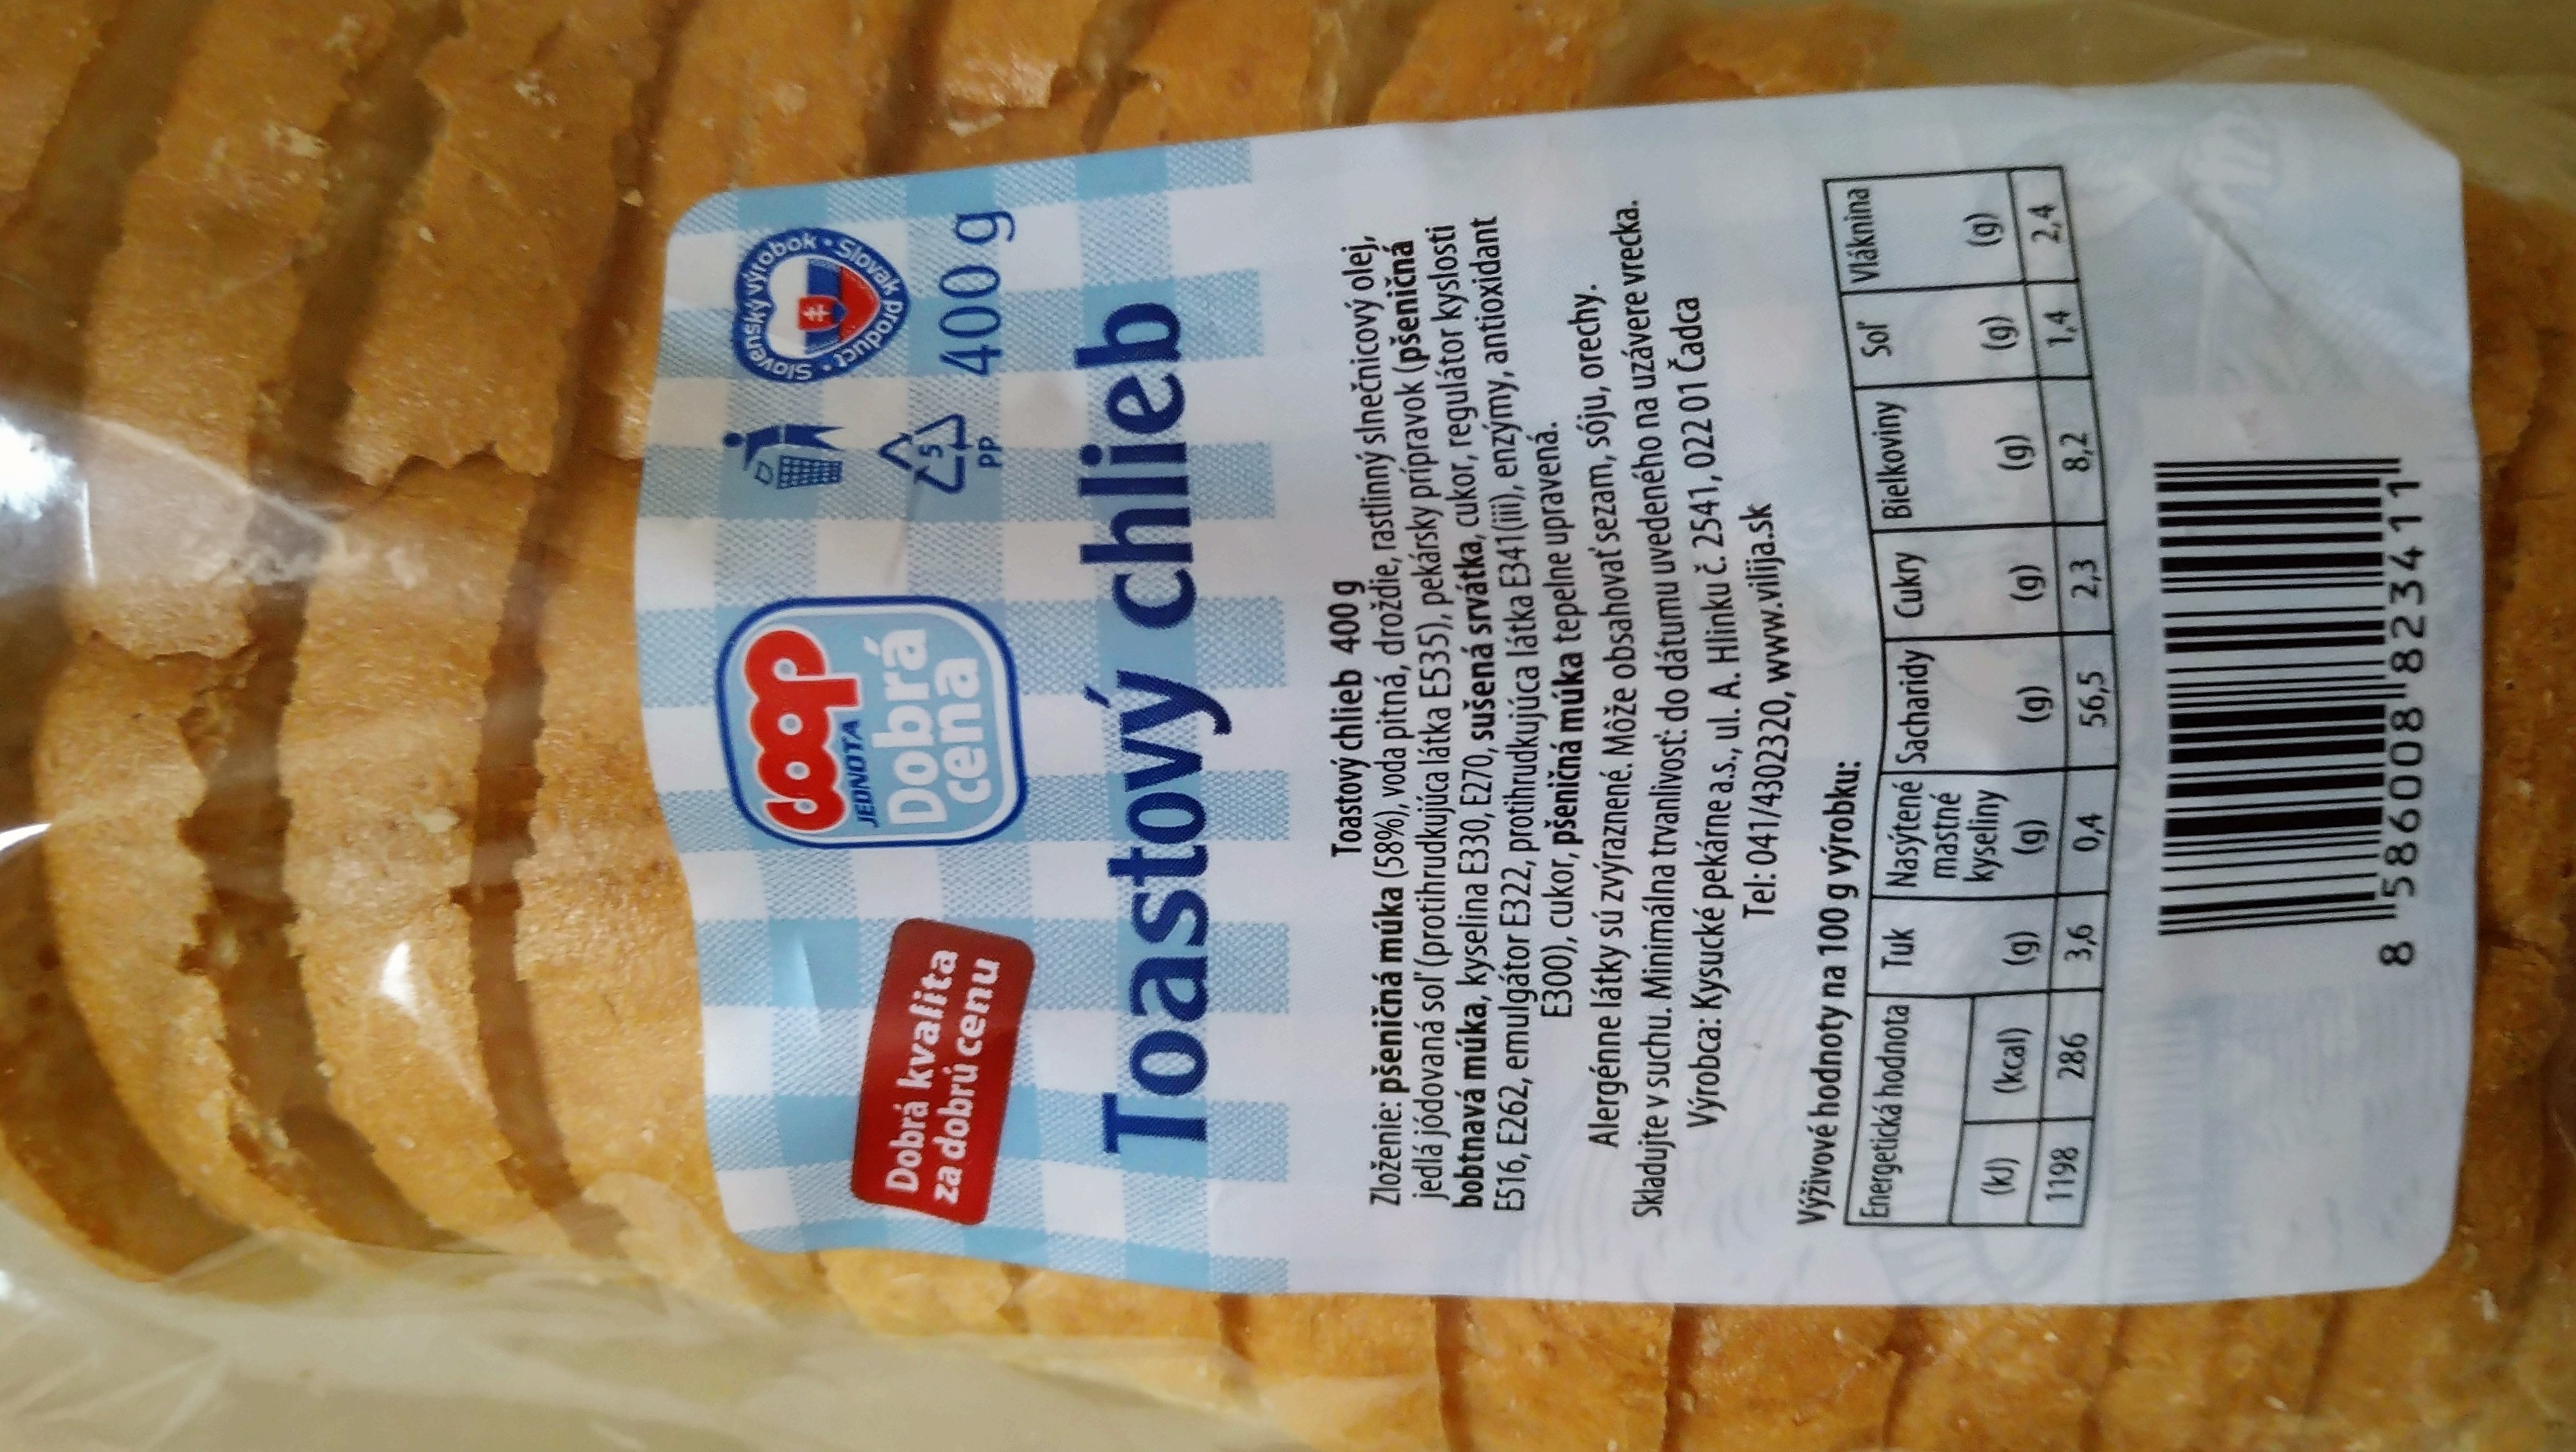 Dobrá kvalita
za dobrú cenu
coop
JEDNOTA
Dobrá
cena
Slovenský výrobok • Slovak product •
5
PP
400 g
Toastový chlieb
Toastový chlieb 400 g
Zloženie: pšeničná múka (58%), voda pitná, droždie, rastlinný slnečnicový olej,
jedlá jódovaná soľ (protihrudkujúca látka E535), pekársky prípravok (pšeničná
bobtnavá múka, kyselina E330, E270, sušená srvátka, cukor, regulátor kyslosti
E516, E262, emulgátor E322, protihrudkujúca látka E341(iii), enzýmy, antioxidant
E300), cukor, pšeničná múka tepelne upravená.
Alergénne látky sú zvýraznené. Môže obsahovať sezam, sóju, orechy.
Skladujte v suchu. Minimálna trvanlivosť: do dátumu uvedeného na uzávere vrecka.
Výrobca: Kysucké pekárne a.s., ul. A. Hlinku č. 2541, 022 01 Čadca
Tel: 041/4302320, www.vilija.sk
Výživové hodnoty na 100 g výrobku:
Energetická hodnota Tuk Nasýtené Sacharidy Cukry Bielkoviny Soľ Vláknina
mastné
kyseliny
(kJ) (kcal) (g) (g) (g) (g) (g) (g) (g)
1198 286 3,6 0,4 56,5 2,3 8,2 1,4 2,4
8 586008 823411